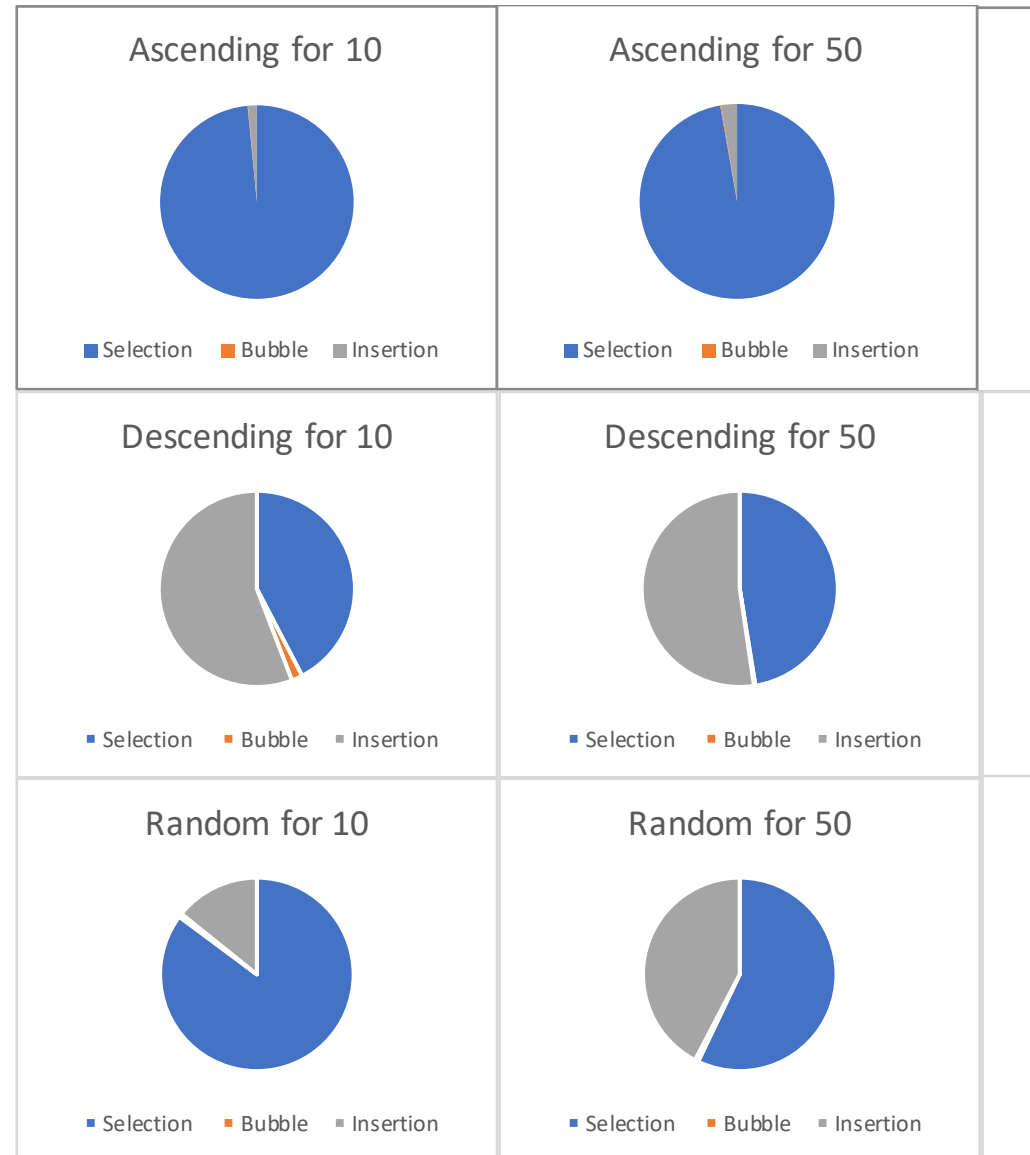 Ascending for 10
Ascending for 50
Selection Bubble Insertion
Selection Bubble Insertion
Descending for 10
Descending for 50
Selection Bubble Insertion
Selection Bubble Insertion
Random for 10
Random for 50
Selection Bubble Insertion
Selection Bubble Insertion